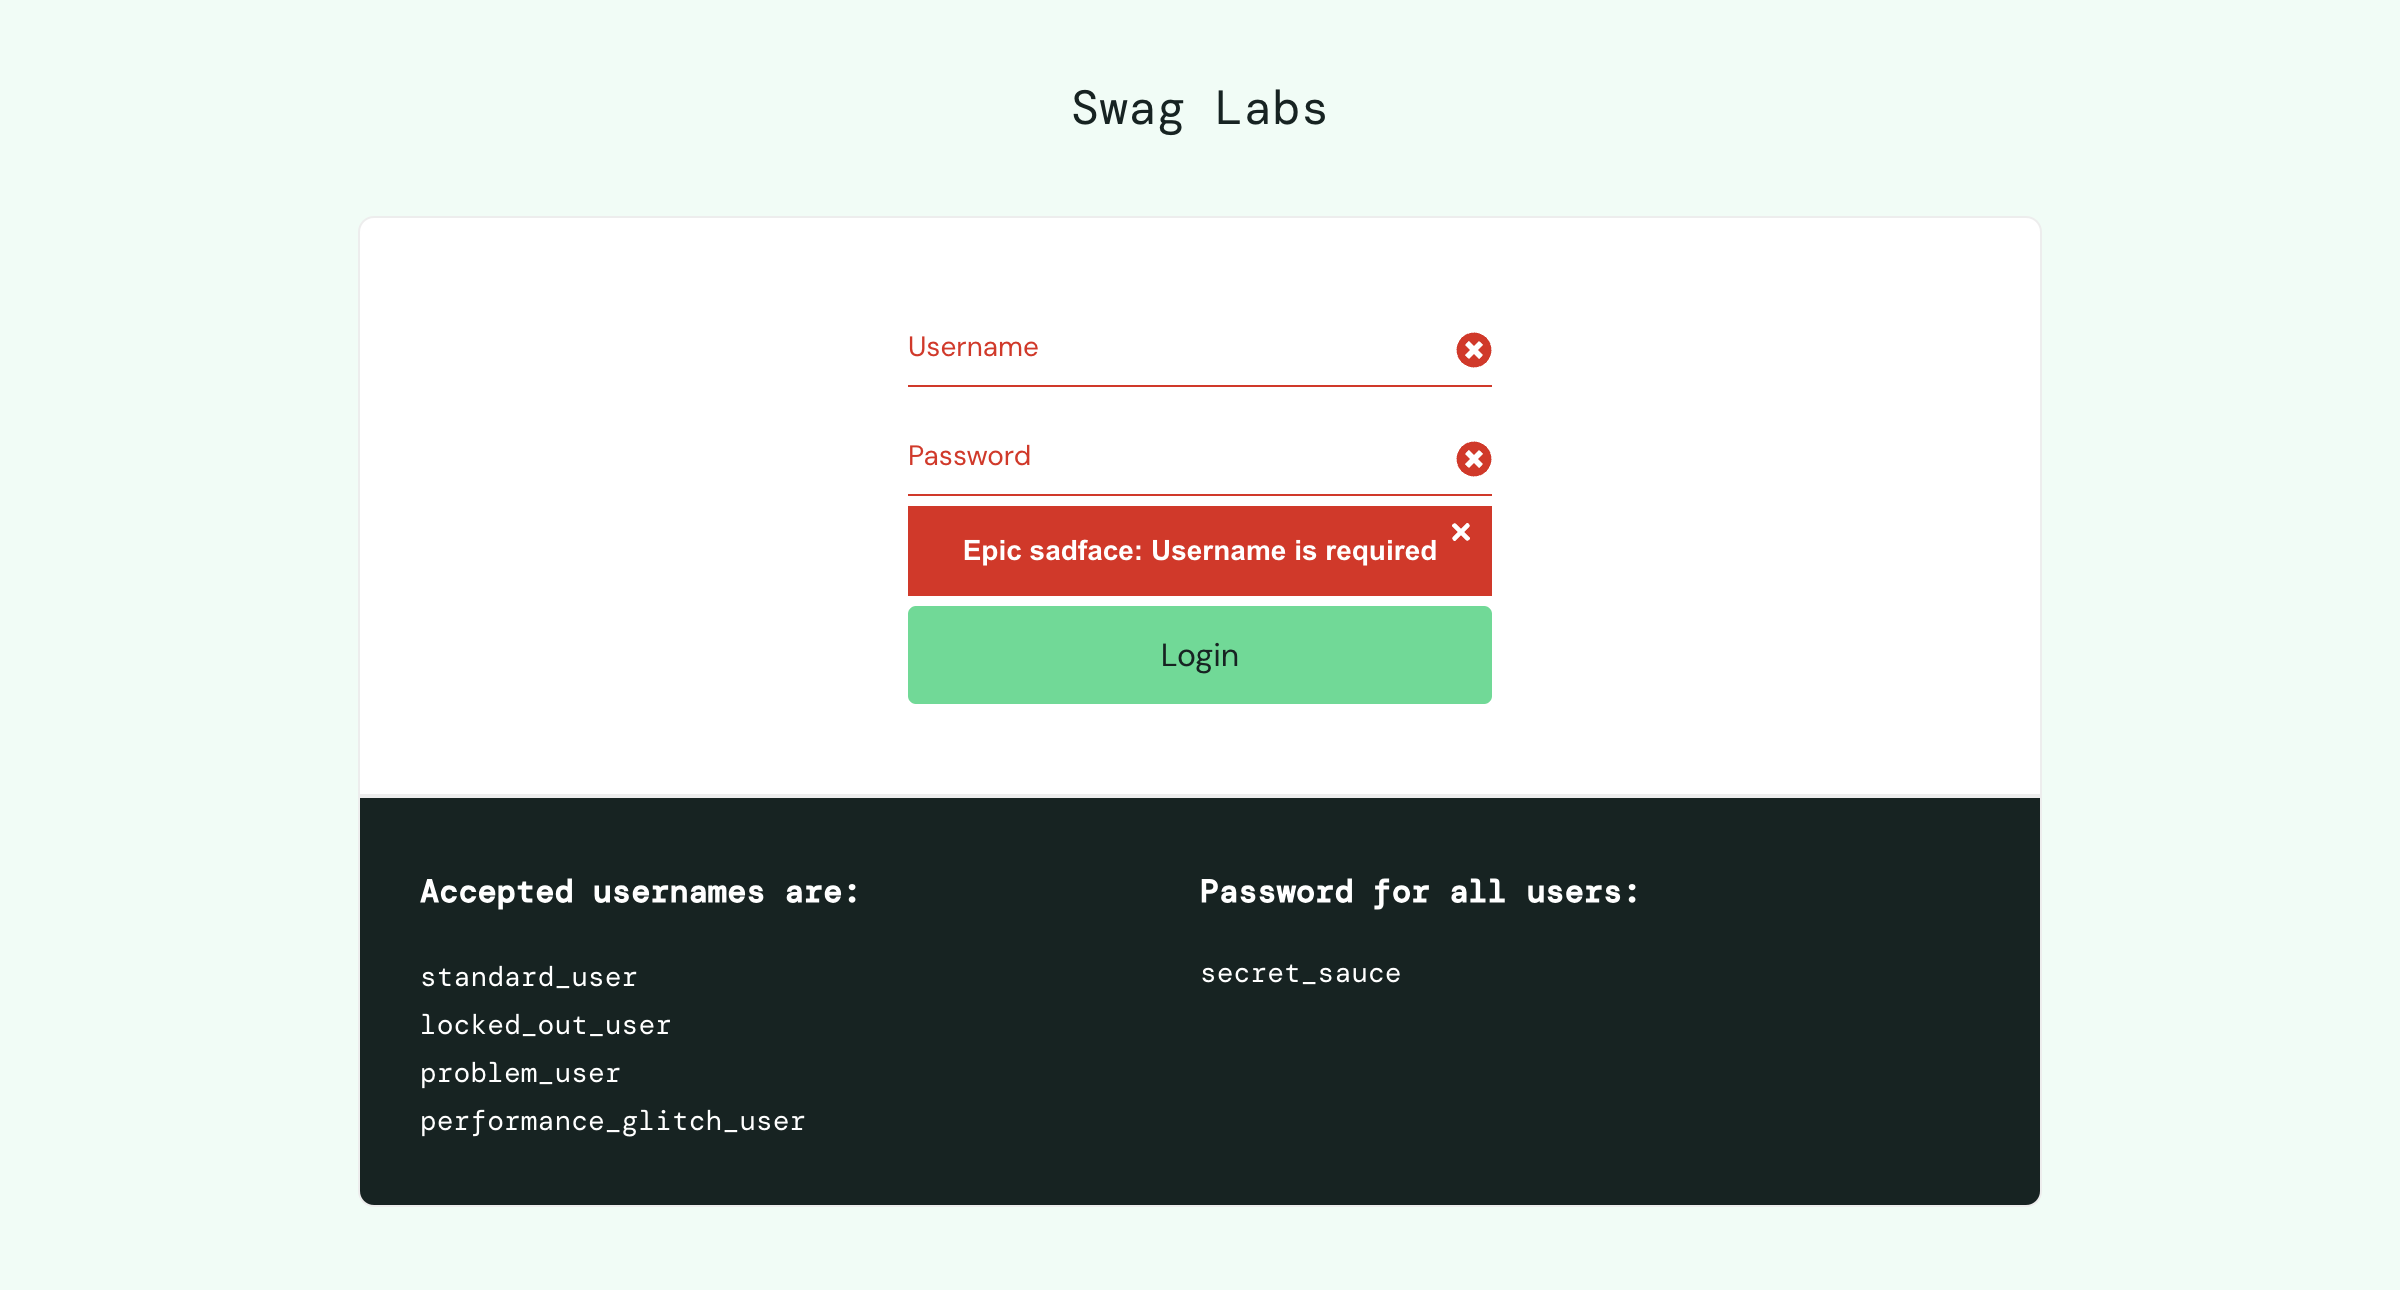 Swag Labs
Username
Password
Epic sadface: Username is required
Login
Accepted usernames are:
standard_user
locked_out_user
problem_user
performance_glitch_user
Password for all users:
secret_sauce